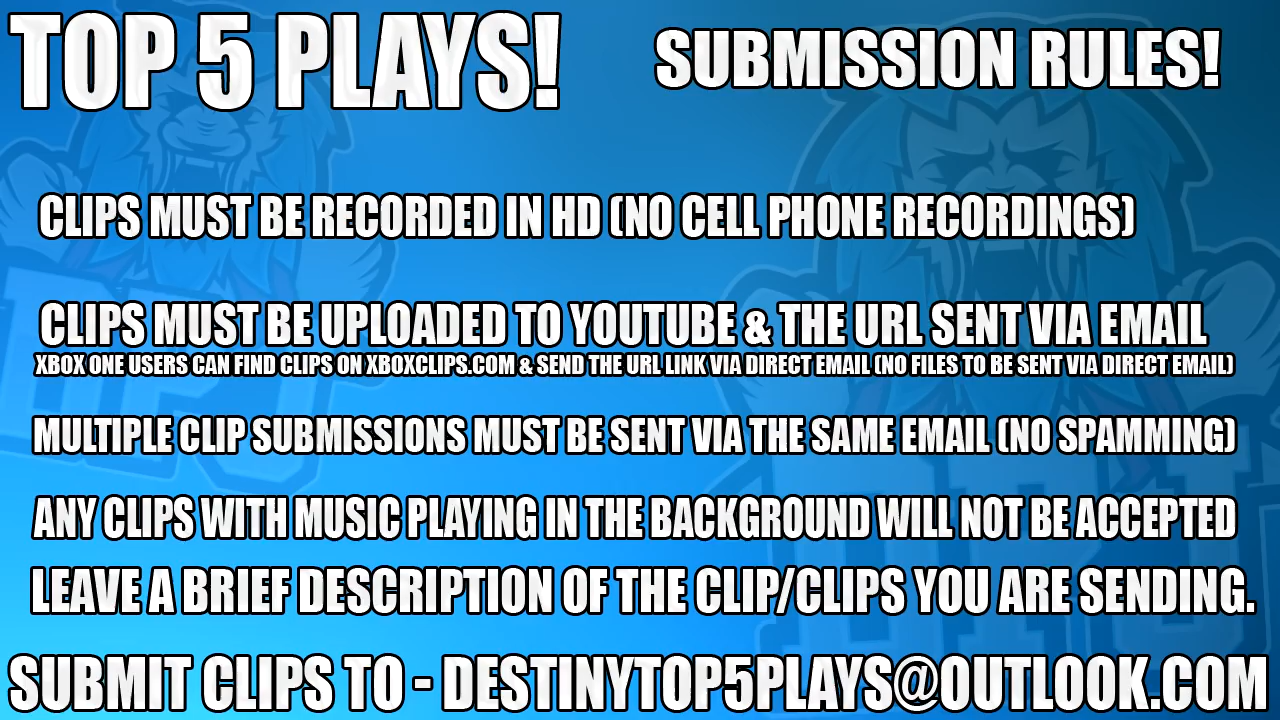 TOP 5 PLAYS!
SUBMISSION RULES!
CLIPS MUST BE RECORDED IN HD (NO CELL PHONE RECORDINGS)
CLIPS MUST BE UPLOADED TO YOUTUBE & THE URL SENT VIA EMAIL
XBOX ONE USERS CAN FIND CLIPS ON XBOXCLIPS.COM & SEND THE URL LINK VIA DIRECT EMAIL (NO FILES TO BE SENT VIA DIRECT EMAIL)
MULTIPLE CLIP SUBMISSIONS MUST BE SENT VIA THE SAME EMAIL (NO SPAMMING)
ANY CLIPS WITH MUSIC PLAYING IN THE BACKGROUND WILL NOT BE ACCEPTED
LEAVE A BRIEF DESCRIPTION OF THE CLIP/CLIPS YOU ARE SENDING.
SUBMIT CLIPS TO - DESTINYTOP5PLAYS@OUTLOOK.COM